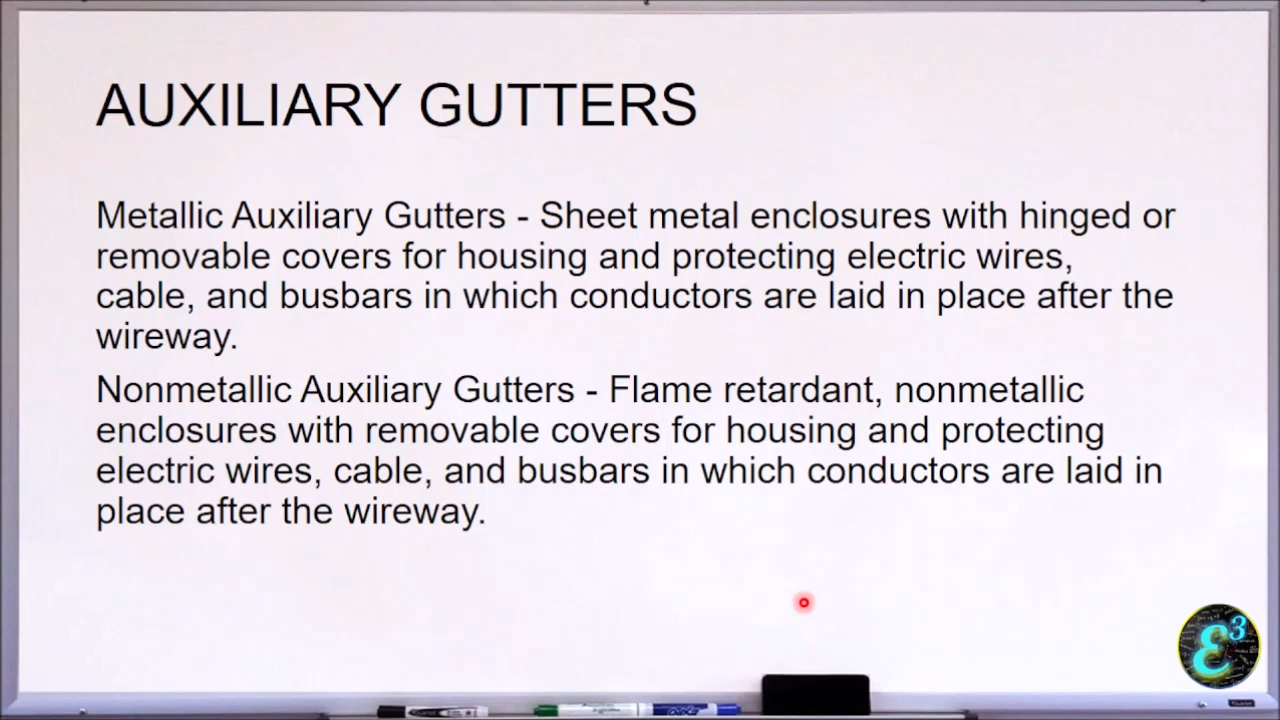 AUXILIARY GUTTERS
Metallic Auxiliary Gutters - Sheet metal enclosures with hinged or
removable covers for housing and protecting electric wires,
cable, and busbars in which conductors are laid in place after the
wireway.
Nonmetallic Auxiliary Gutters - Flame retardant, nonmetallic
enclosures with removable covers for housing and protecting
electric wires, cable, and busbars in which conductors are laid in
place after the wireway.
ε3